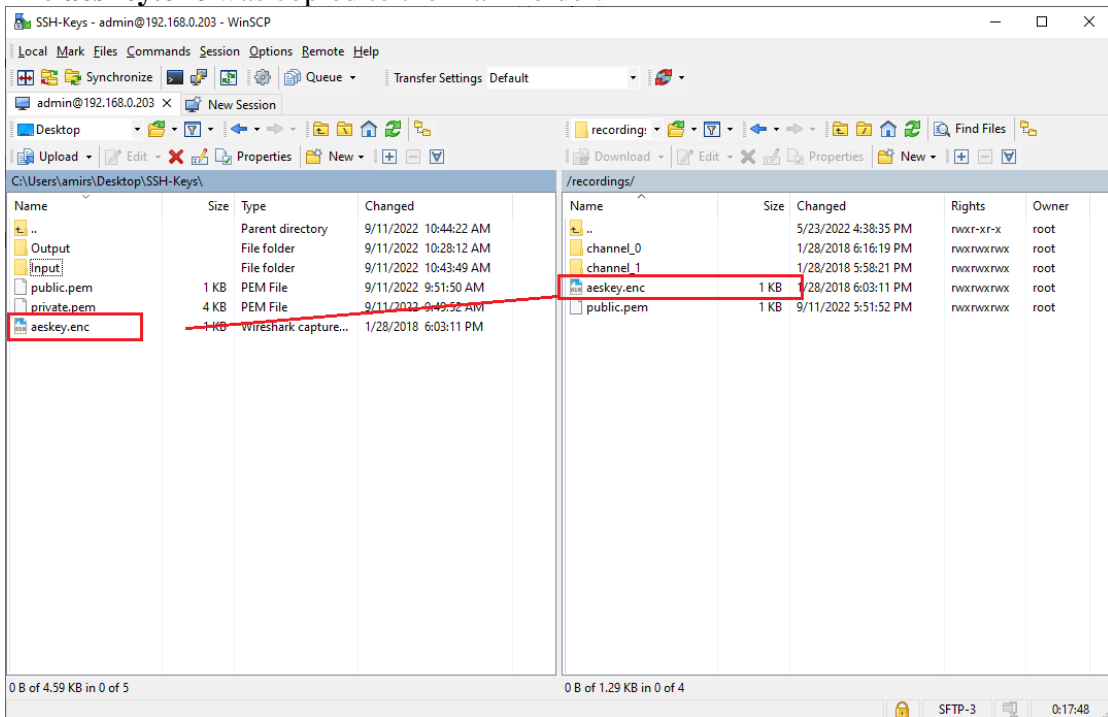 SSH-Keys - admin@192.168.0.203 - WinSCP
Local Mark Files Commands Session Options Remote Help
Synchronize Queue Transfer Settings Default
admin@192.168.0.203 × New Session
Desktop recording: Find Files
Upload Edit Properties New Download Edit Properties New
C:\Users\amirs\Desktop\SSH-Keys\ /recordings/
Name Size Type Changed Name Size Changed Rights Owner
.. Parent directory 9/11/2022 10:44:22 AM .. 5/23/2022 4:38:35 PM rwxr-xr-x root
Output File folder 9/11/2022 10:28:12 AM channel_0 1/28/2018 6:16:19 PM rwxrwxrwx root
Input File folder 9/11/2022 10:43:49 AM channel_1 1/28/2018 5:58:21 PM rwxrwxrwx root
public.pem 1 KB PEM File 9/11/2022 9:51:50 AM aeskey.enc 1 KB 1/28/2018 6:03:11 PM rwxrwxrwx root
private.pem 4 KB PEM File 9/11/2022 9:49:52 AM public.pem 1 KB 9/11/2022 5:51:52 PM rwxrwxrwx root
aeskey.enc 1 KB Wireshark capture... 1/28/2018 6:03:11 PM
0 B of 4.59 KB in 0 of 5 0 B of 1.29 KB in 0 of 4
SFTP-3 0:17:48